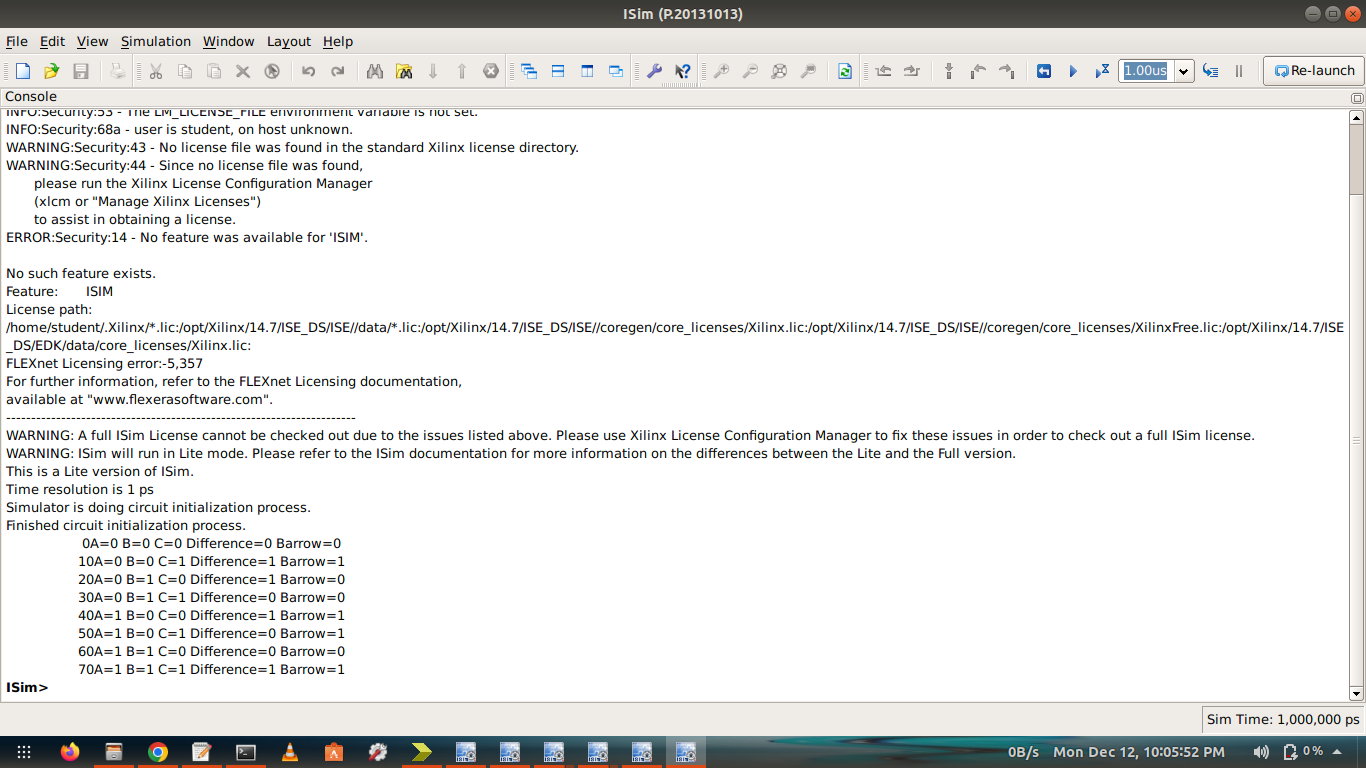 ISim (P.20131013)
File Edit View Simulation Window Layout Help
1.00us Re-launch
Console
INFO:Security:53 - The LM_LICENSE_FILE environment variable is not set.
INFO:Security:68a - user is student, on host unknown.
WARNING:Security:43 - No license file was found in the standard Xilinx license directory.
WARNING:Security:44 - Since no license file was found,
please run the Xilinx License Configuration Manager
(xlcm or "Manage Xilinx Licenses")
to assist in obtaining a license.
ERROR:Security:14 - No feature was available for 'ISIM'.
No such feature exists.
Feature: ISIM
License path:
/home/student/.Xilinx/*.lic:/opt/Xilinx/14.7/ISE_DS/ISE//data/*.lic:/opt/Xilinx/14.7/ISE_DS/ISE//coregen/core_licenses/Xilinx.lic:/opt/Xilinx/14.7/ISE_DS/ISE//coregen/core_licenses/XilinxFree.lic:/opt/Xilinx/14.7/ISE
_DS/EDK/data/core_licenses/Xilinx.lic:
FLEXnet Licensing error:-5,357
For further information, refer to the FLEXnet Licensing documentation,
available at "www.flexerasoftware.com".
----------------------------------------------------------------------
WARNING: A full ISim License cannot be checked out due to the issues listed above. Please use Xilinx License Configuration Manager to fix these issues in order to check out a full ISim license.
WARNING: ISim will run in Lite mode. Please refer to the ISim documentation for more information on the differences between the Lite and the Full version.
This is a Lite version of ISim.
Time resolution is 1 ps
Simulator is doing circuit initialization process.
Finished circuit initialization process.
0A=0 B=0 C=0 Difference=0 Barrow=0
10A=0 B=0 C=1 Difference=1 Barrow=1
20A=0 B=1 C=0 Difference=1 Barrow=0
30A=0 B=1 C=1 Difference=0 Barrow=0
40A=1 B=0 C=0 Difference=1 Barrow=1
50A=1 B=0 C=1 Difference=0 Barrow=1
60A=1 B=1 C=0 Difference=0 Barrow=0
70A=1 B=1 C=1 Difference=1 Barrow=1
ISim>
Sim Time: 1,000,000 ps
0B/s Mon Dec 12, 10:05:52 PM 0 %